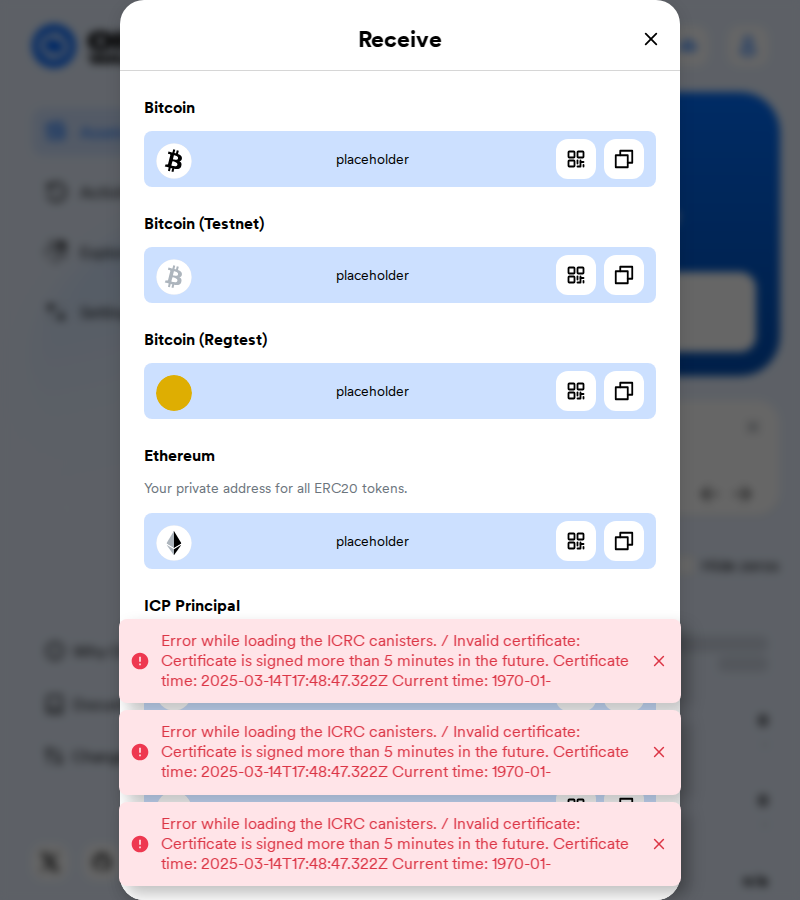 Receive
Bitcoin
placeholder
Bitcoin (Testnet)
placeholder
Bitcoin (Regtest)
placeholder
Ethereum
Your private address for all ERC20 tokens.
placeholder
ICP Principal
Error while loading the ICRC canisters. / Invalid certificate:
Certificate is signed more than 5 minutes in the future. Certificate
time: 2025-03-14T17:48:47.322Z Current time: 1970-01-
Error while loading the ICRC canisters. / Invalid certificate:
Certificate is signed more than 5 minutes in the future. Certificate
time: 2025-03-14T17:48:47.322Z Current time: 1970-01-
Error while loading the ICRC canisters. / Invalid certificate:
Certificate is signed more than 5 minutes in the future. Certificate
time: 2025-03-14T17:48:47.322Z Current time: 1970-01-